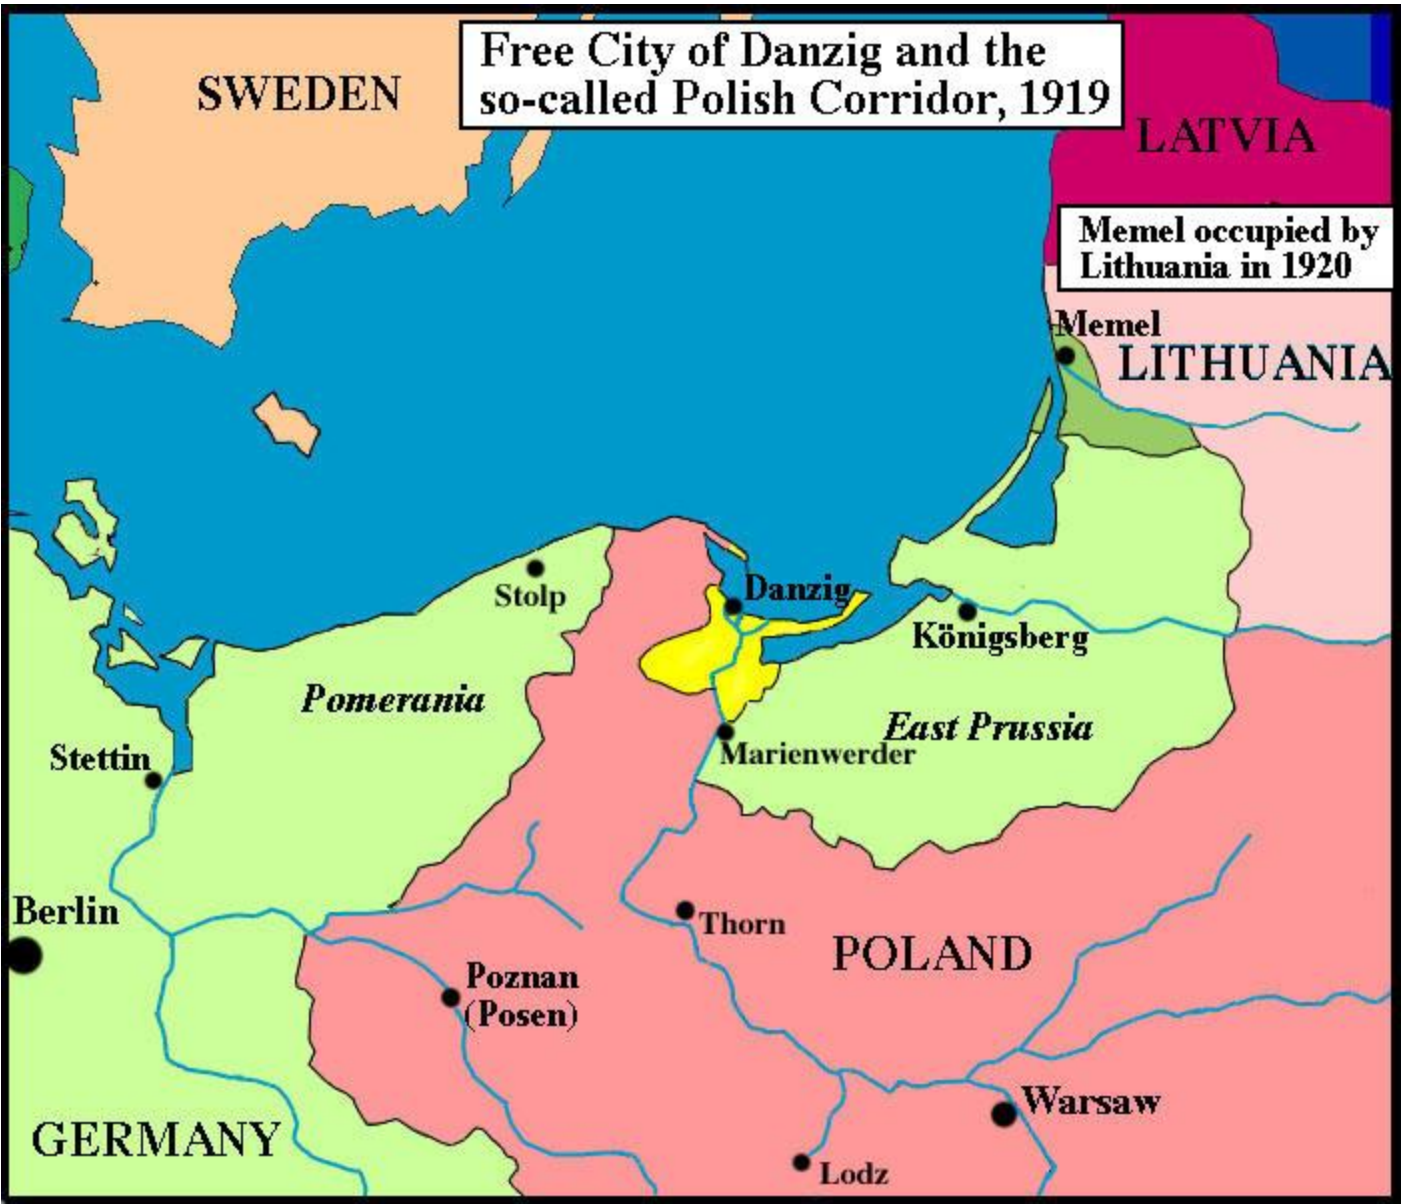 Free City of Danzig and the
so-called Polish Corridor, 1919
SWEDEN
LATVIA
Memel occupied by
Lithuania in 1920
Memel
LITHUANIA
Stolp
Danzig
Königsberg
Pomerania
East Prussia
Stettin
Marienwerder
Berlin
Thorn
POLAND
Poznan
(Posen)
Warsaw
GERMANY
Lodz